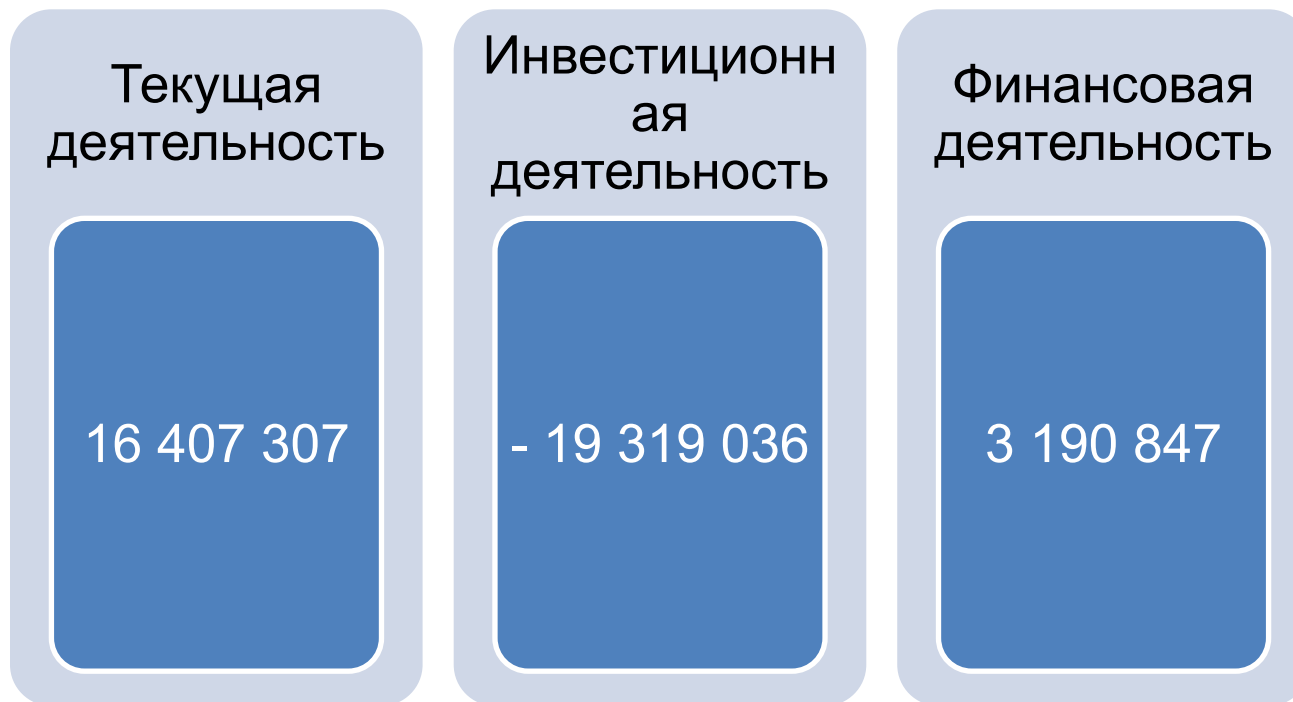 Текущая
деятельность
16 407 307
Инвестиционн
ая
деятельность
- 19 319 036
Финансовая
деятельность
3 190 847